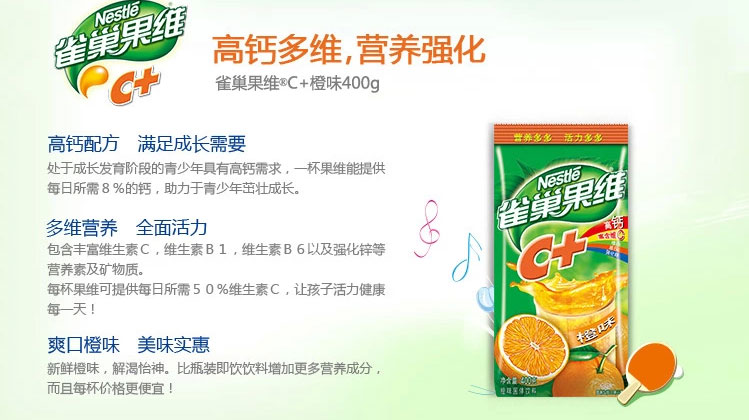 Nestlé
雀巢果维
C+
高钙多维，营养强化
雀巢果维®C+橙味400g
高钙配方 满足成长需要
处于成长发育阶段的青少年具有高钙需求，一杯果维能提供
每日所需８％的钙，助力于青少年茁壮成长。
多维营养 全面活力
包含丰富维生素Ｃ，维生素Ｂ１，维生素Ｂ６以及强化锌等
营养素及矿物质。
每杯果维可提供每日所需５０％维生素Ｃ，让孩子活力健康
每一天！
爽口橙味 美味实惠
新鲜橙味，解渴怡神。比瓶装即饮饮料增加更多营养成分，
而且每杯价格更便宜！
营养多多 活力多多
Nestlé
雀巢果维
C+
高钙
橙味
净含量：400克
橙味固体饮料